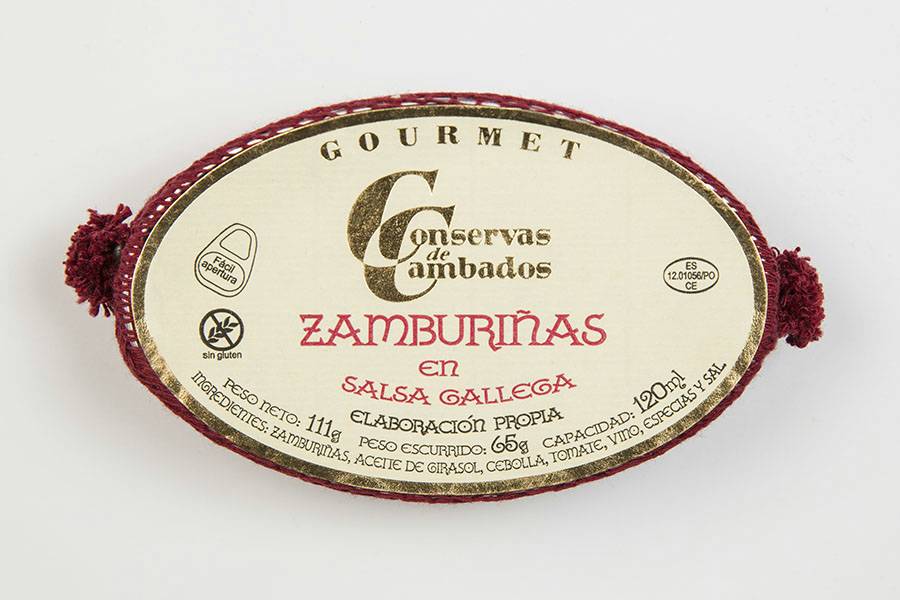 GOURMET
Conservas
de
Cambados
Fácil
apertura
ES
12.01056/PO
CE
sin gluten
ZAMBURIÑAS
EN
SALSA GALLEGA
ELABORACIÓN PROPIA
PESO NETO: 111g PESO ESCURRIDO: 65g CAPACIDAD: 120ml
INGREDIENTES: ZAMBURIÑAS, ACEITE DE GIRASOL, CEBOLLA, TOMATE, VINO, ESPECIAS Y SAL